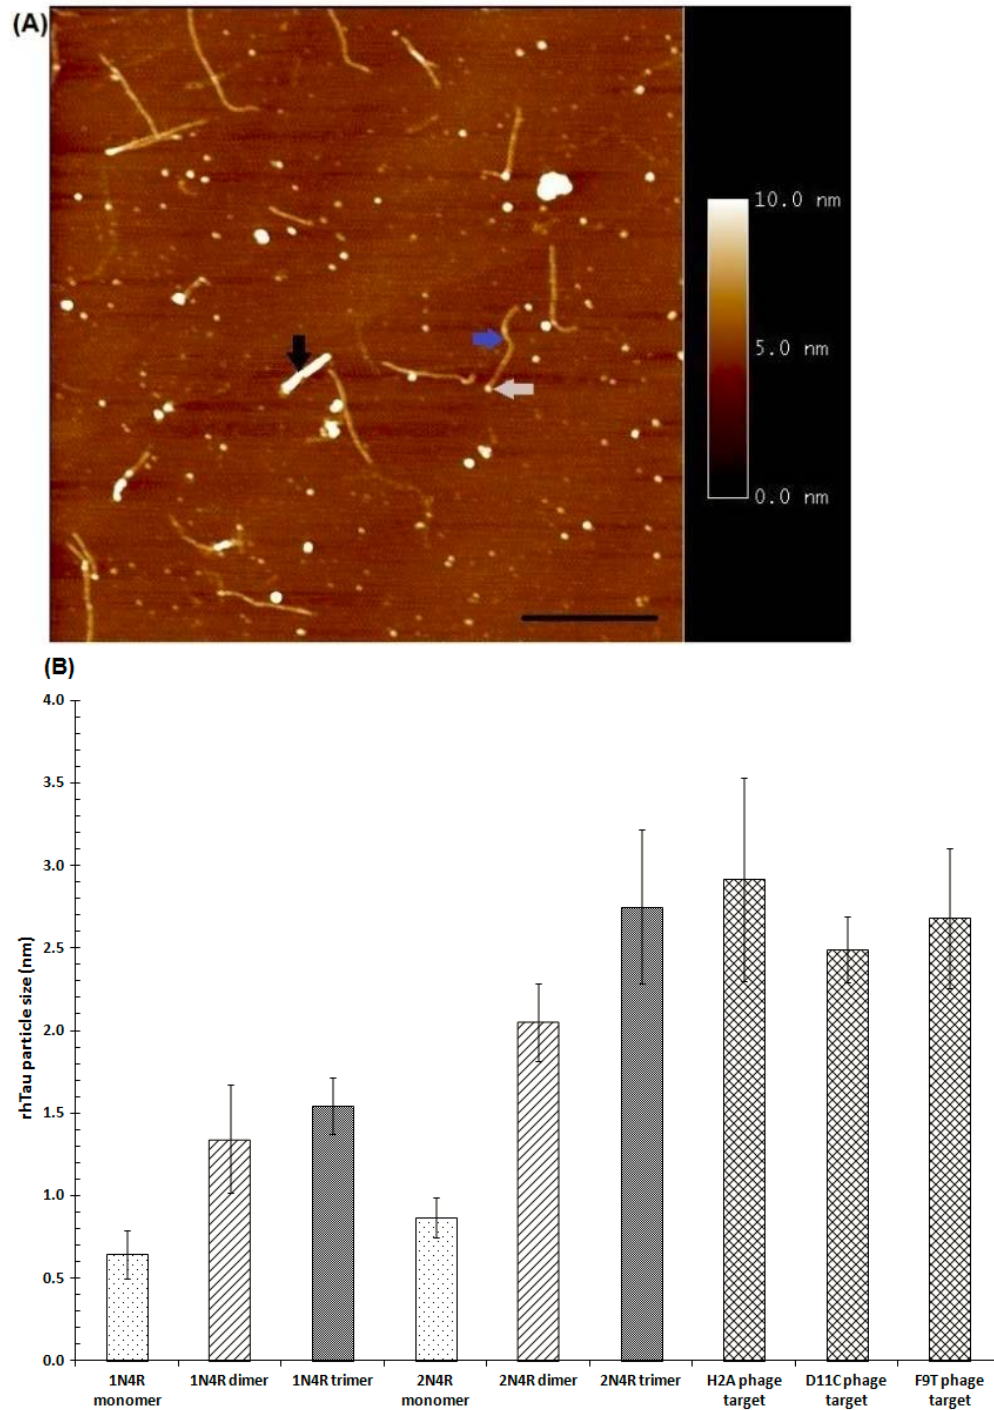 (A)
10.0 nm
5.0 nm
0.0 nm
(B)
rhTau particle size (nm)
4.0
3.5
3.0
2.5
2.0
1.5
1.0
0.5
0.0
1N4R monomer
1N4R dimer
1N4R trimer
2N4R monomer
2N4R dimer
2N4R trimer
H2A phage target
D11C phage target
F9T phage target